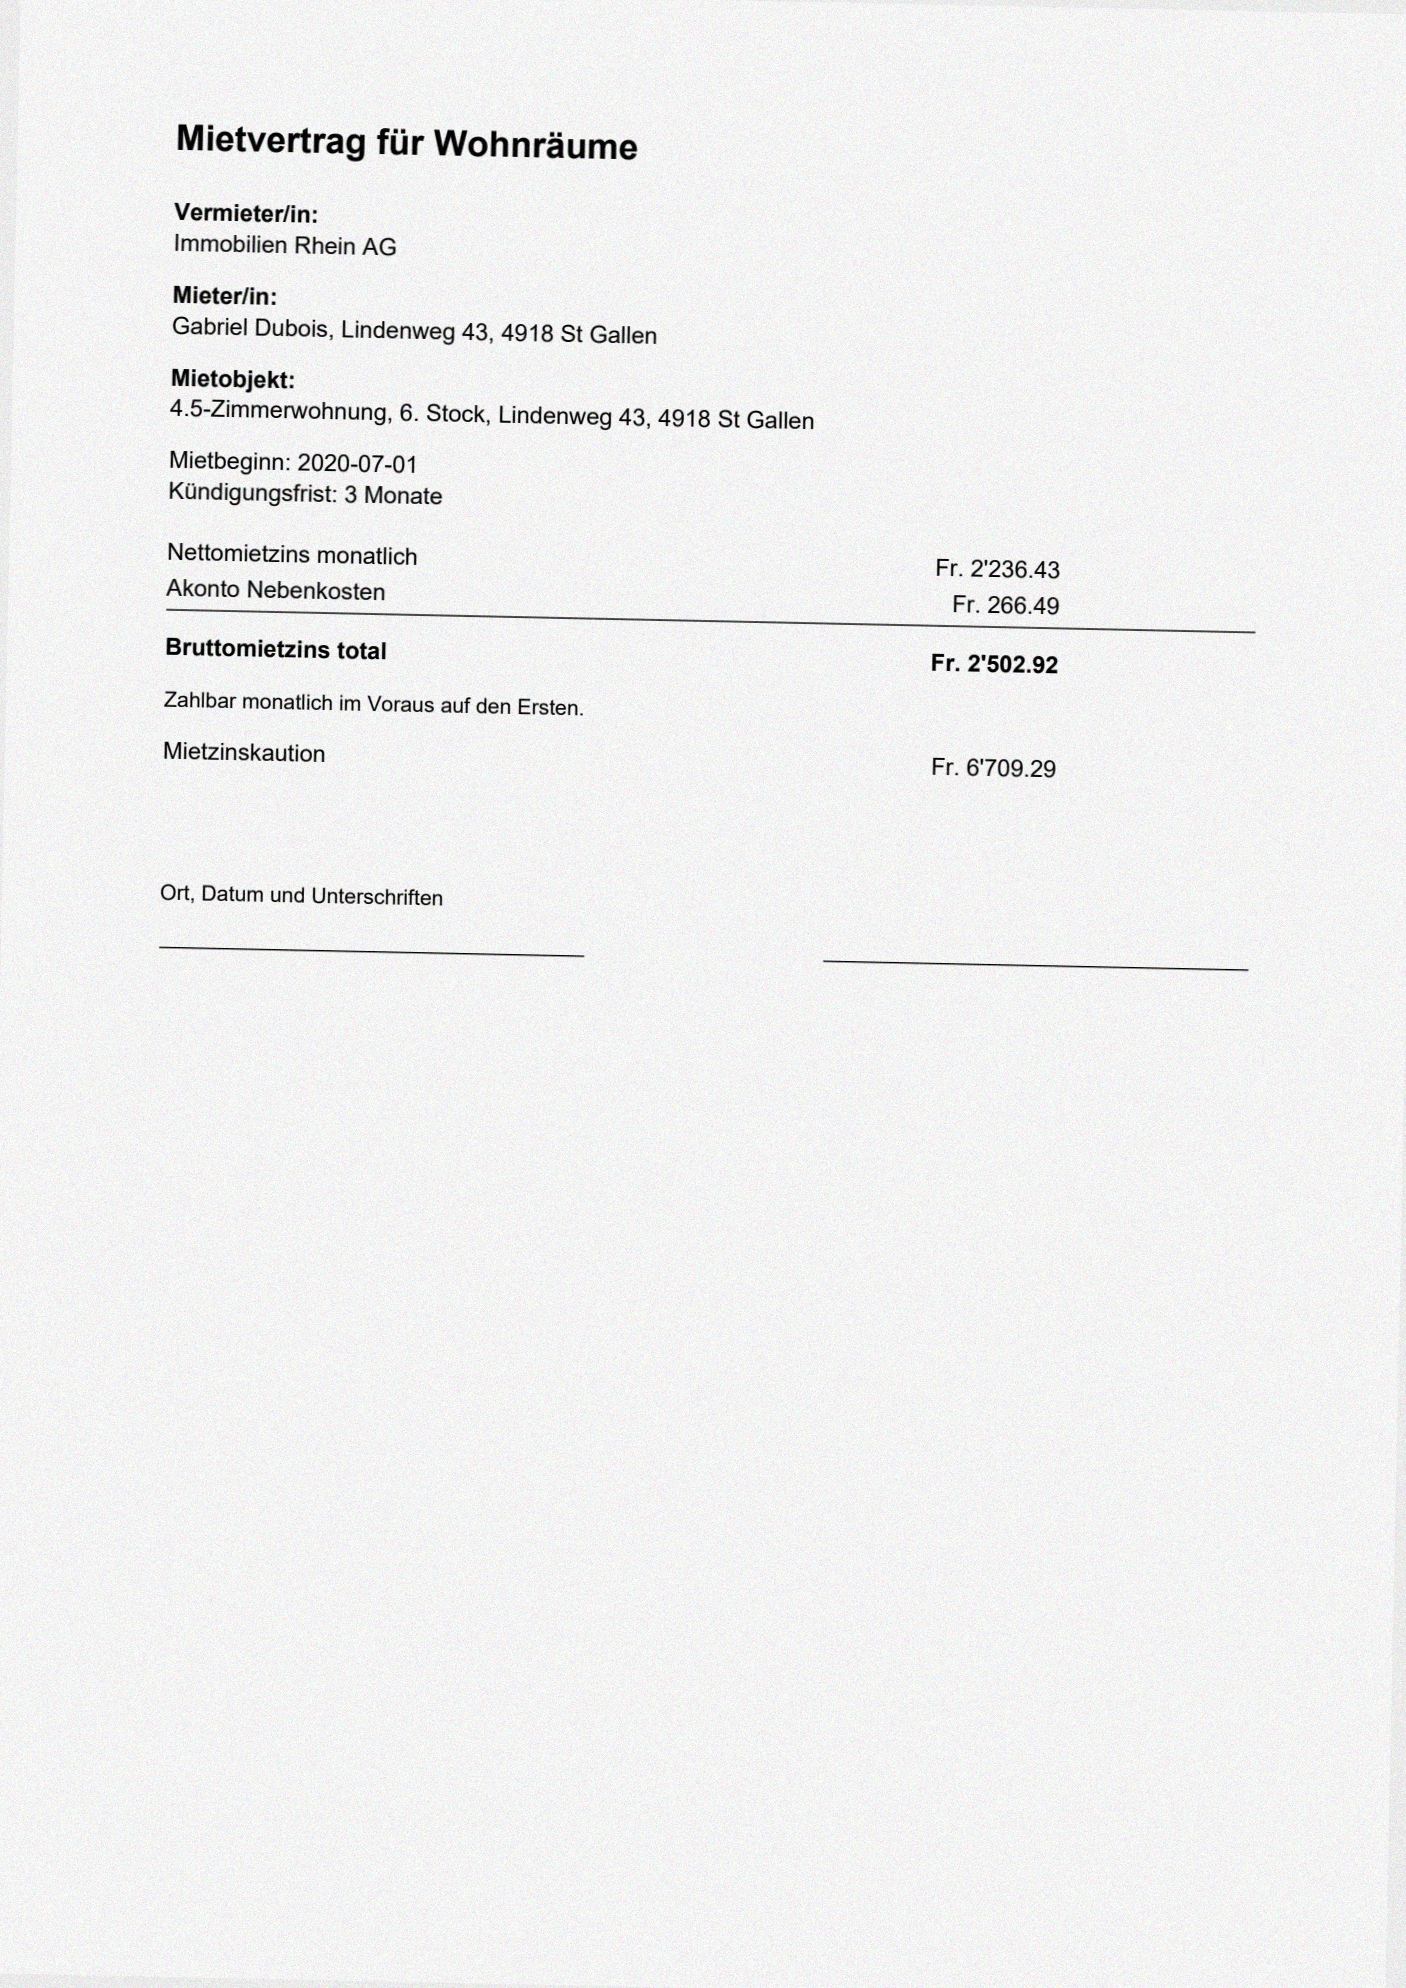 Mietvertrag für Wohnräume
Vermieter/in:
Immobilien Rhein AG
Mieter/in:
Gabriel Dubois, Lindenweg 43, 4918 St Gallen
Mietobjekt:
4.5-Zimmerwohnung, 6. Stock, Lindenweg 43, 4918 St Gallen
Mietbeginn: 2020-07-01
Kündigungsfrist: 3 Monate
Nettomietzins monatlich Fr. 2'236.43
Akonto Nebenkosten Fr. 266.49
Bruttomietzins total Fr. 2'502.92
Zahlbar monatlich im Voraus auf den Ersten.
Mietzinskaution Fr. 6'709.29
Ort, Datum und Unterschriften